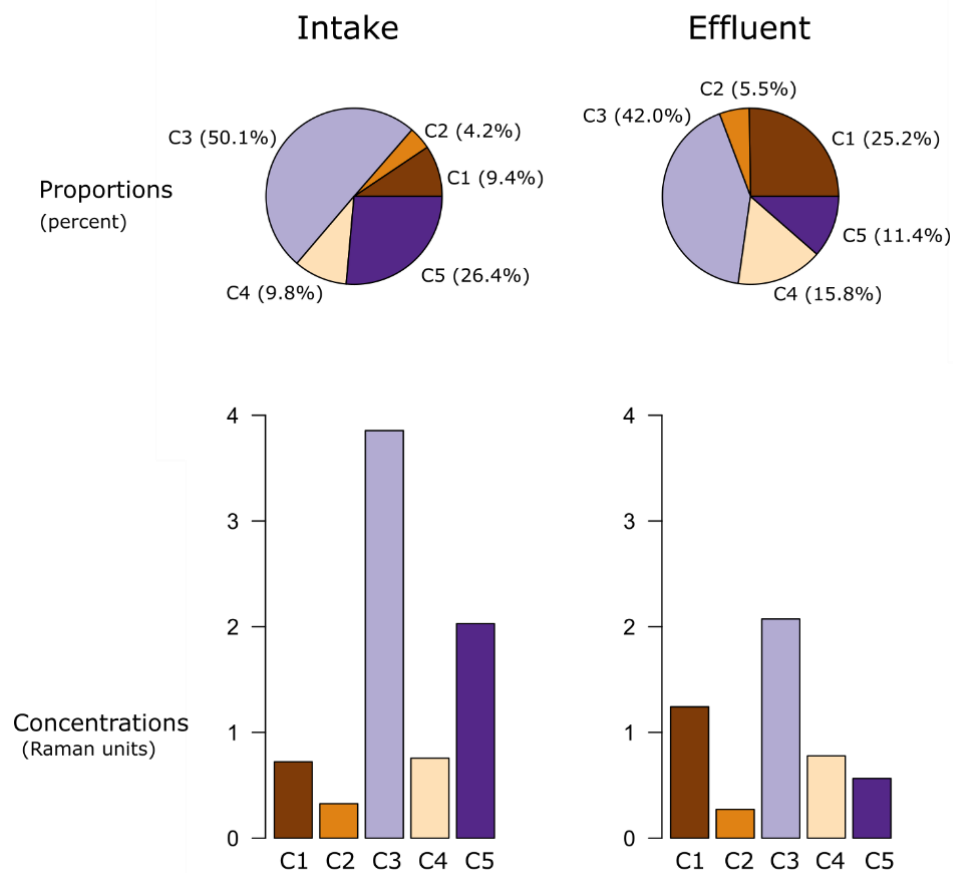 Intake
Effluent
C3 (50.1%)
C2 (4.2%)
C1 (9.4%)
C5 (26.4%)
C4 (9.8%)
C2 (5.5%)
C3 (42.0%)
C1 (25.2%)
C5 (11.4%)
C4 (15.8%)
Proportions
(percent)
4
3
2
1
0
C1 C2 C3 C4 C5
4
3
2
1
0
C1 C2 C3 C4 C5
Concentrations
(Raman units)